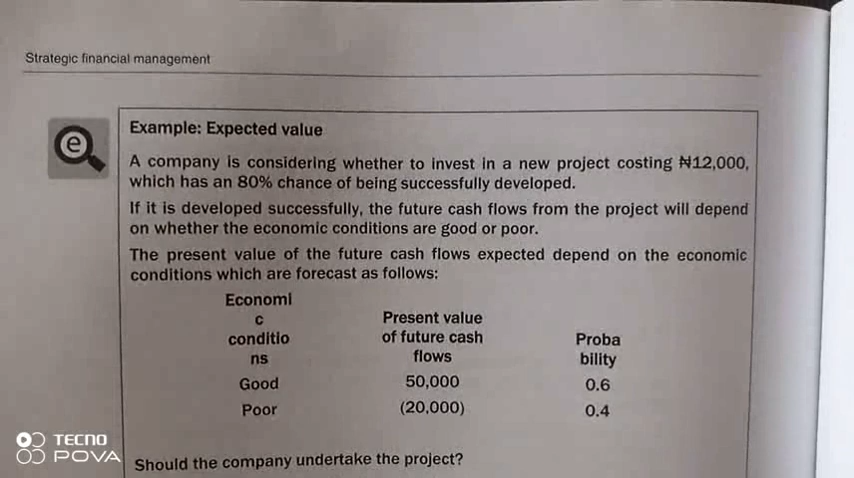 Strategic financial management
e
Example: Expected value
A company is considering whether to invest in a new project costing ₦12,000,
which has an 80% chance of being successfully developed.
If it is developed successfully, the future cash flows from the project will depend
on whether the economic conditions are good or poor.
The present value of the future cash flows expected depend on the economic
conditions which are forecast as follows:
Economi
c
conditio
ns
Present value
of future cash
flows
Proba
bility
Good 50,000 0.6
Poor (20,000) 0.4
Should the company undertake the project?
TECNO
POVA